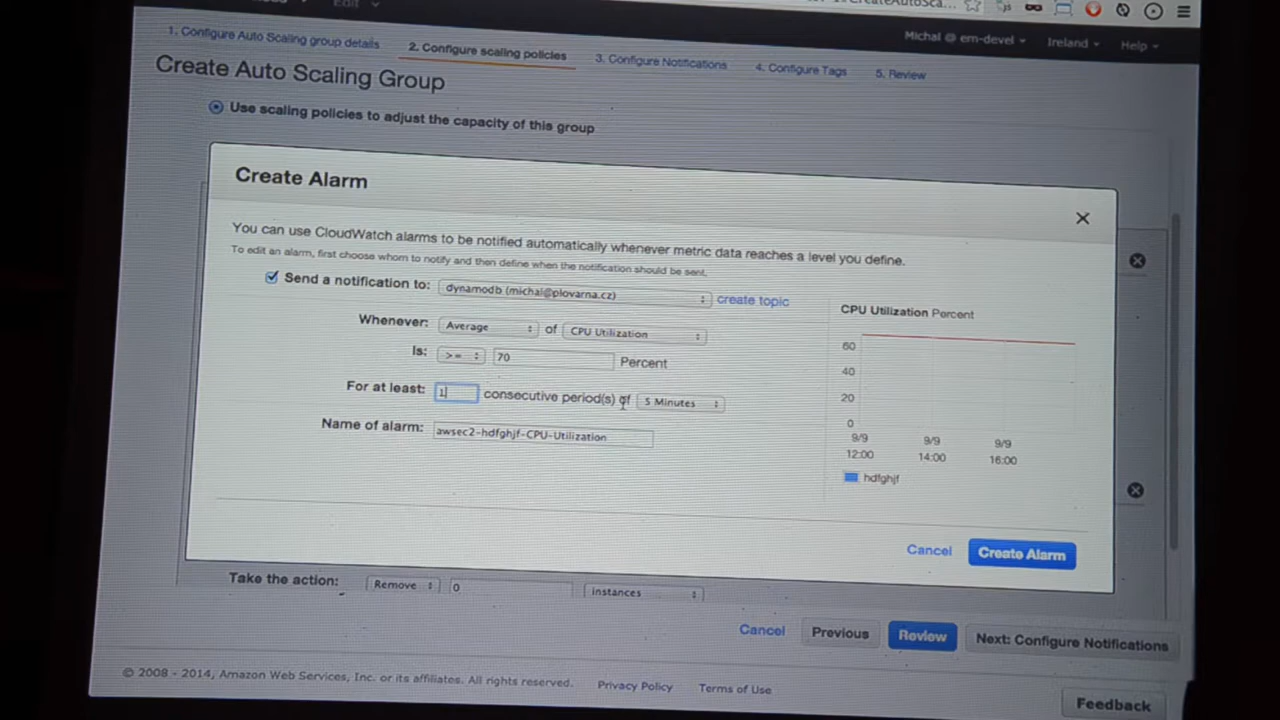 Edit
Michal @ em-devel Ireland Help
1. Configure Auto Scaling group details 2. Configure scaling policies 3. Configure Notifications 4. Configure Tags 5. Review
Create Auto Scaling Group
Use scaling policies to adjust the capacity of this group
Create Alarm
You can use CloudWatch alarms to be notified automatically whenever metric data reaches a level you define.
To edit an alarm, first choose whom to notify and then define when the notification should be sent.
Send a notification to: dynamodb (michal@plovarna.cz) create topic
Whenever: Average of CPU Utilization
Is: >= 70 Percent
For at least: 1 consecutive period(s) of 5 Minutes
Name of alarm: awsec2-hdfghjf-CPU-Utilization
CPU Utilization Percent
60
40
20
0
9/9 9/9 9/9
12:00 14:00 16:00
hdfghjf
Cancel Create Alarm
Take the action: Remove 0 instances
Cancel Previous Review Next: Configure Notifications
© 2008 - 2014, Amazon Web Services, Inc. or its affiliates. All rights reserved. Privacy Policy Terms of Use
Feedback